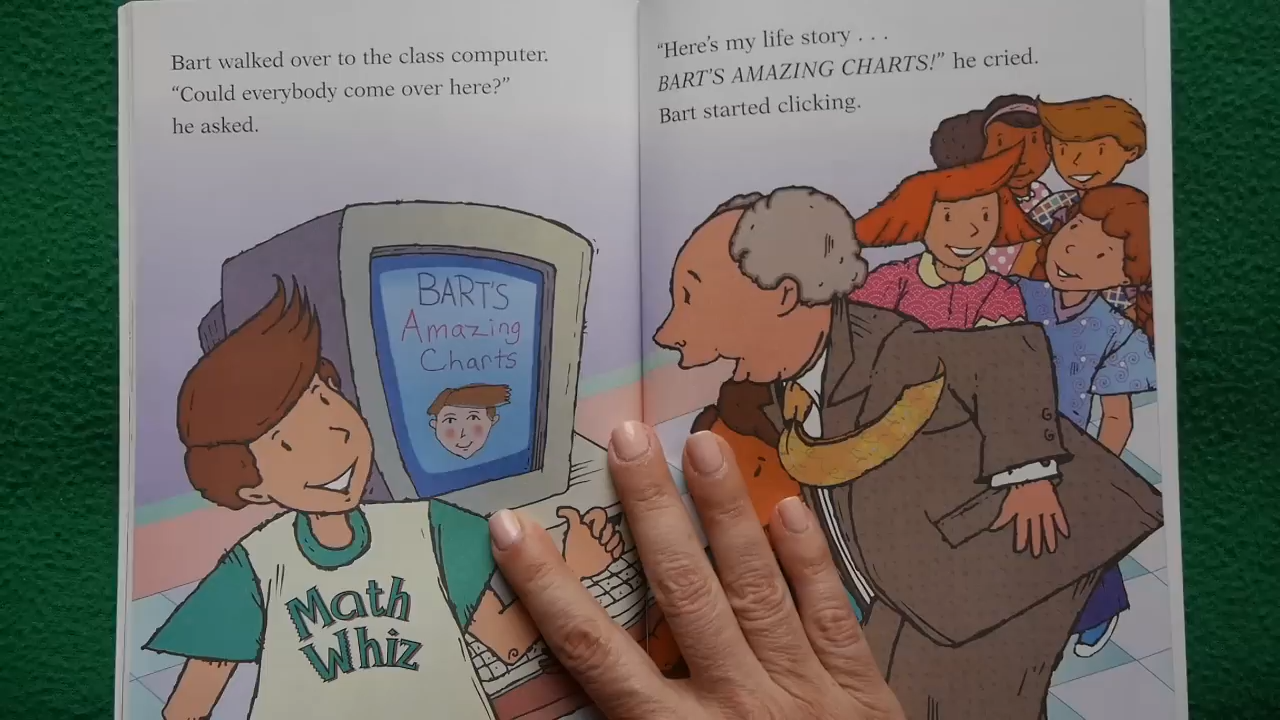 Bart walked over to the class computer.
“Could everybody come over here?”
he asked.
BART'S
Amazing
Charts
Math
Whiz
“Here’s my life story . . .
BART’S AMAZING CHARTS!” he cried.
Bart started clicking.